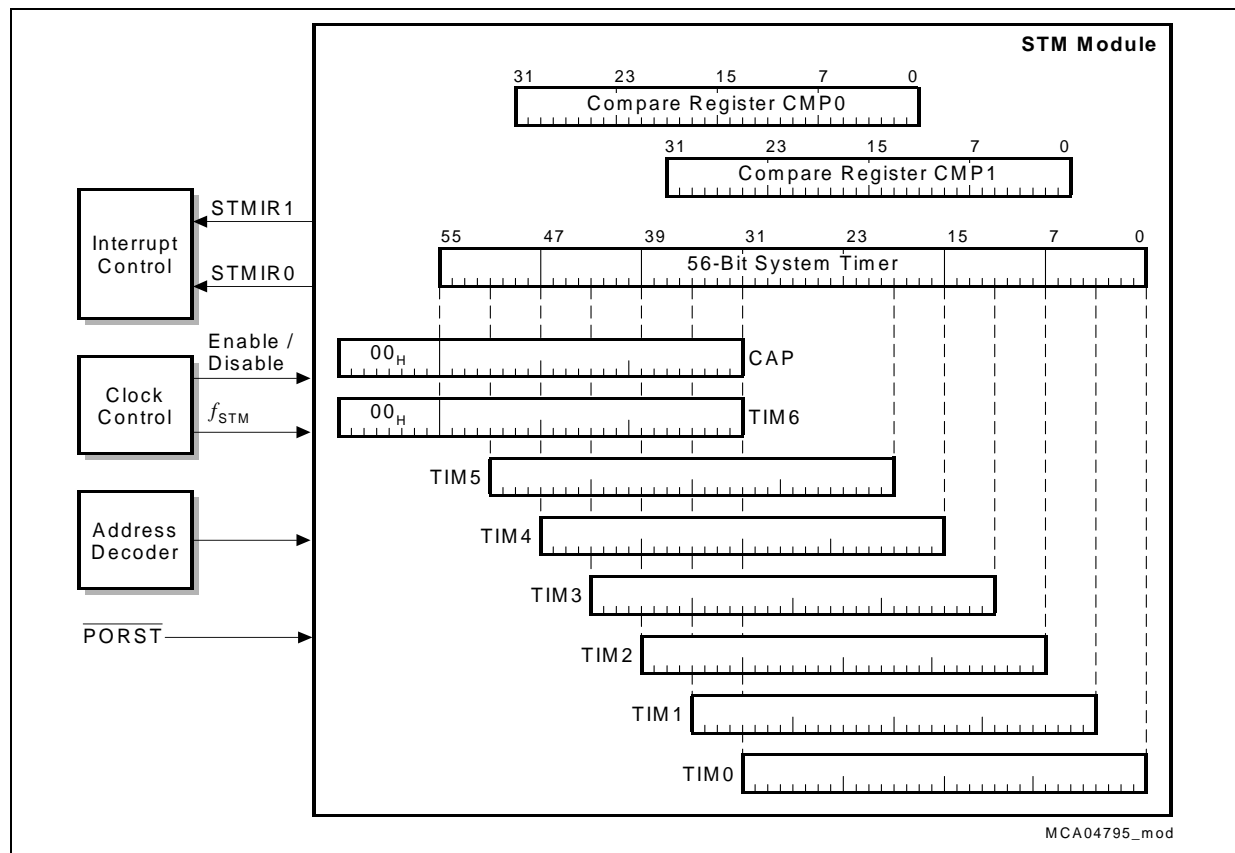 STM Module
31 23 15 7 0
Compare Register CMP0
31 23 15 7 0
Compare Register CMP1
STMIR1
Interrupt
Control
STMIR0
55 47 39 31 23 15 7 0
56-Bit System Timer
Enable /
Disable
00H
CAP
Clock
Control
fSTM
00H
TIM6
TIM5
Address
Decoder
TIM4
TIM3
PORST
TIM2
TIM1
TIM0
MCA04795_mod